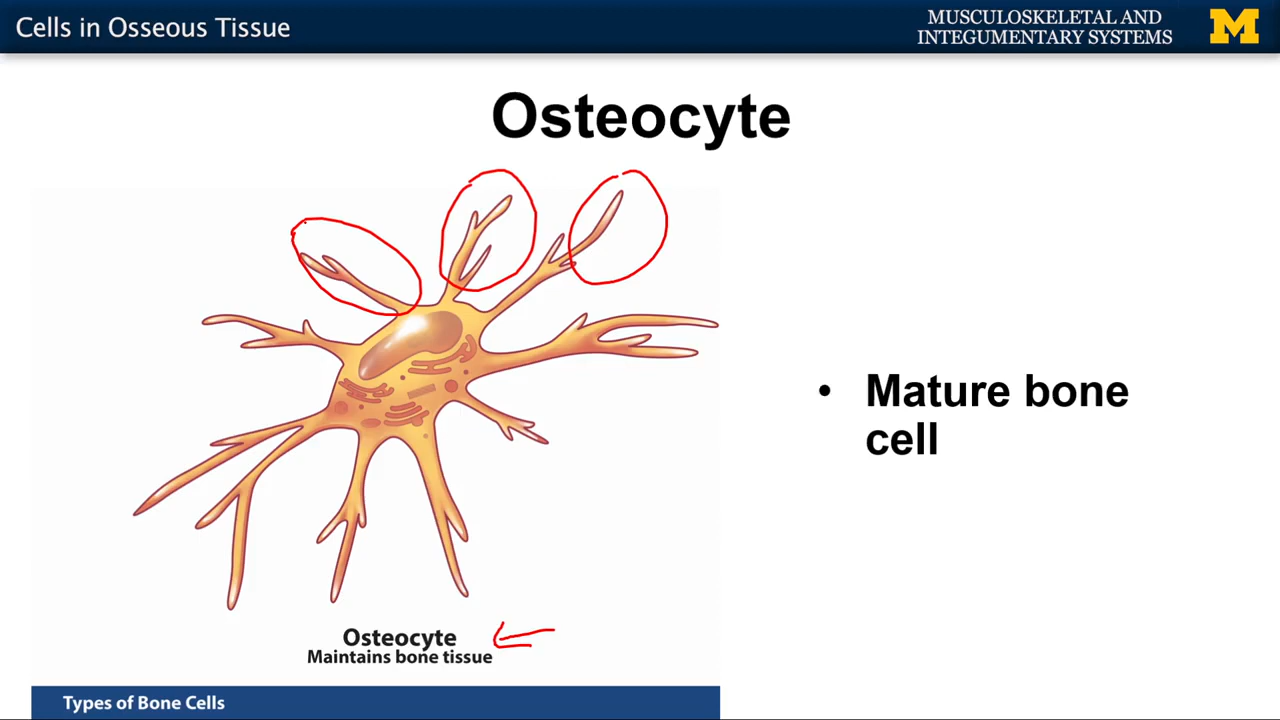 Cells in Osseous Tissue
MUSCULOSKELETAL AND
INTEGUMENTARY SYSTEMS
M
Osteocyte
• Mature bone
cell
Osteocyte
Maintains bone tissue
Types of Bone Cells